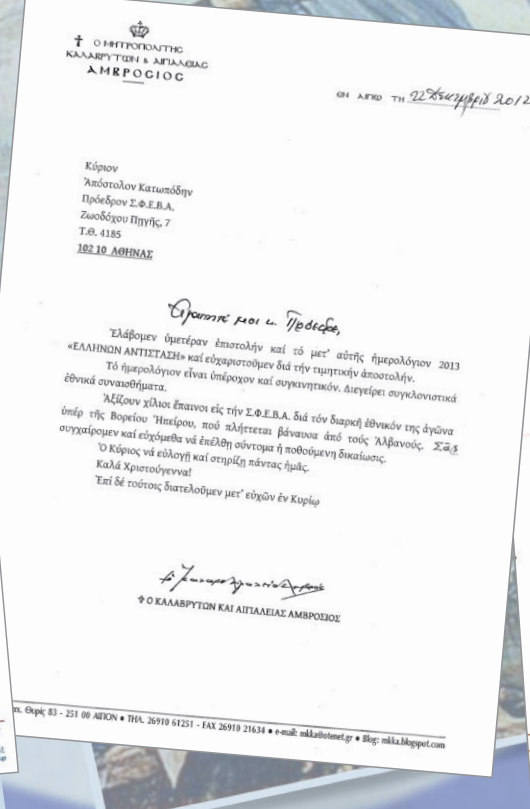 Ο ΜΗΤΡΟΠΟΛΙΤΗΣ
ΚΑΛΑΒΡΥΤΩΝ & ΑΙΓΙΑΛΕΙΑΣ
ΑΜΒΡΟΣΙΟΣ
ΕΝ ΑΙΓΙΩ ΤΗ 22 Δεκεμβρίου 2012
Κύριον
Ἀπόστολον Κατωπόδην
Πρόεδρον Σ.Φ.Ε.Β.Α.
Ζωοδόχου Πηγῆς, 7
Τ.Θ. 4185
102 10 ΑΘΗΝΑΣ
Ἀγαπητέ μοι κ. Πρόεδρε,
Ἐλάβομεν ὑμετέραν ἐπιστολήν καί τό μετ' αὐτῆς ἡμερολόγιον 2013
«ΕΛΛΗΝΩΝ ΑΝΤΙΣΤΑΣΗ» καί εὐχαριστοῦμεν διά τήν τιμητικήν ἀποστολήν.
Τό ἡμερολόγιον εἶναι ὑπέροχον καί συγκινητικόν. Διεγείρει συγκλονιστικά
ἐθνικά συναισθήματα.
Ἀξίζουν χίλιοι ἔπαινοι εἰς τήν Σ.Φ.Ε.Β.Α. διά τόν διαρκῆ ἐθνικόν της ἀγῶνα
ὑπέρ τῆς Βορείου Ἠπείρου, πού πλήττεται βάναυσα ἀπό τούς Ἀλβανούς. Σᾶς
συγχαίρομεν καί εὐχόμεθα νά ἐπέλθῃ σύντομα ἡ ποθούμενη δικαίωσις.
Ὁ Κύριος νά εὐλογῇ καί στηρίζῃ πάντας ἡμᾶς.
Καλά Χριστούγεννα!
Ἐπί δέ τούτοις διατελοῦμεν μετ' εὐχῶν ἐν Κυρίῳ
Ο ΚΑΛΑΒΡΥΤΩΝ ΚΑΙ ΑΙΓΙΑΛΕΙΑΣ ΑΜΒΡΟΣΙΟΣ
Θυρίς 83 - 251 00 ΑΙΓΙΟΝ • ΤΗΛ. 26910 61251 - FAX 26910 21634 • e-mail: mkka@otenet.gr • Blog: mkka.blogspot.com